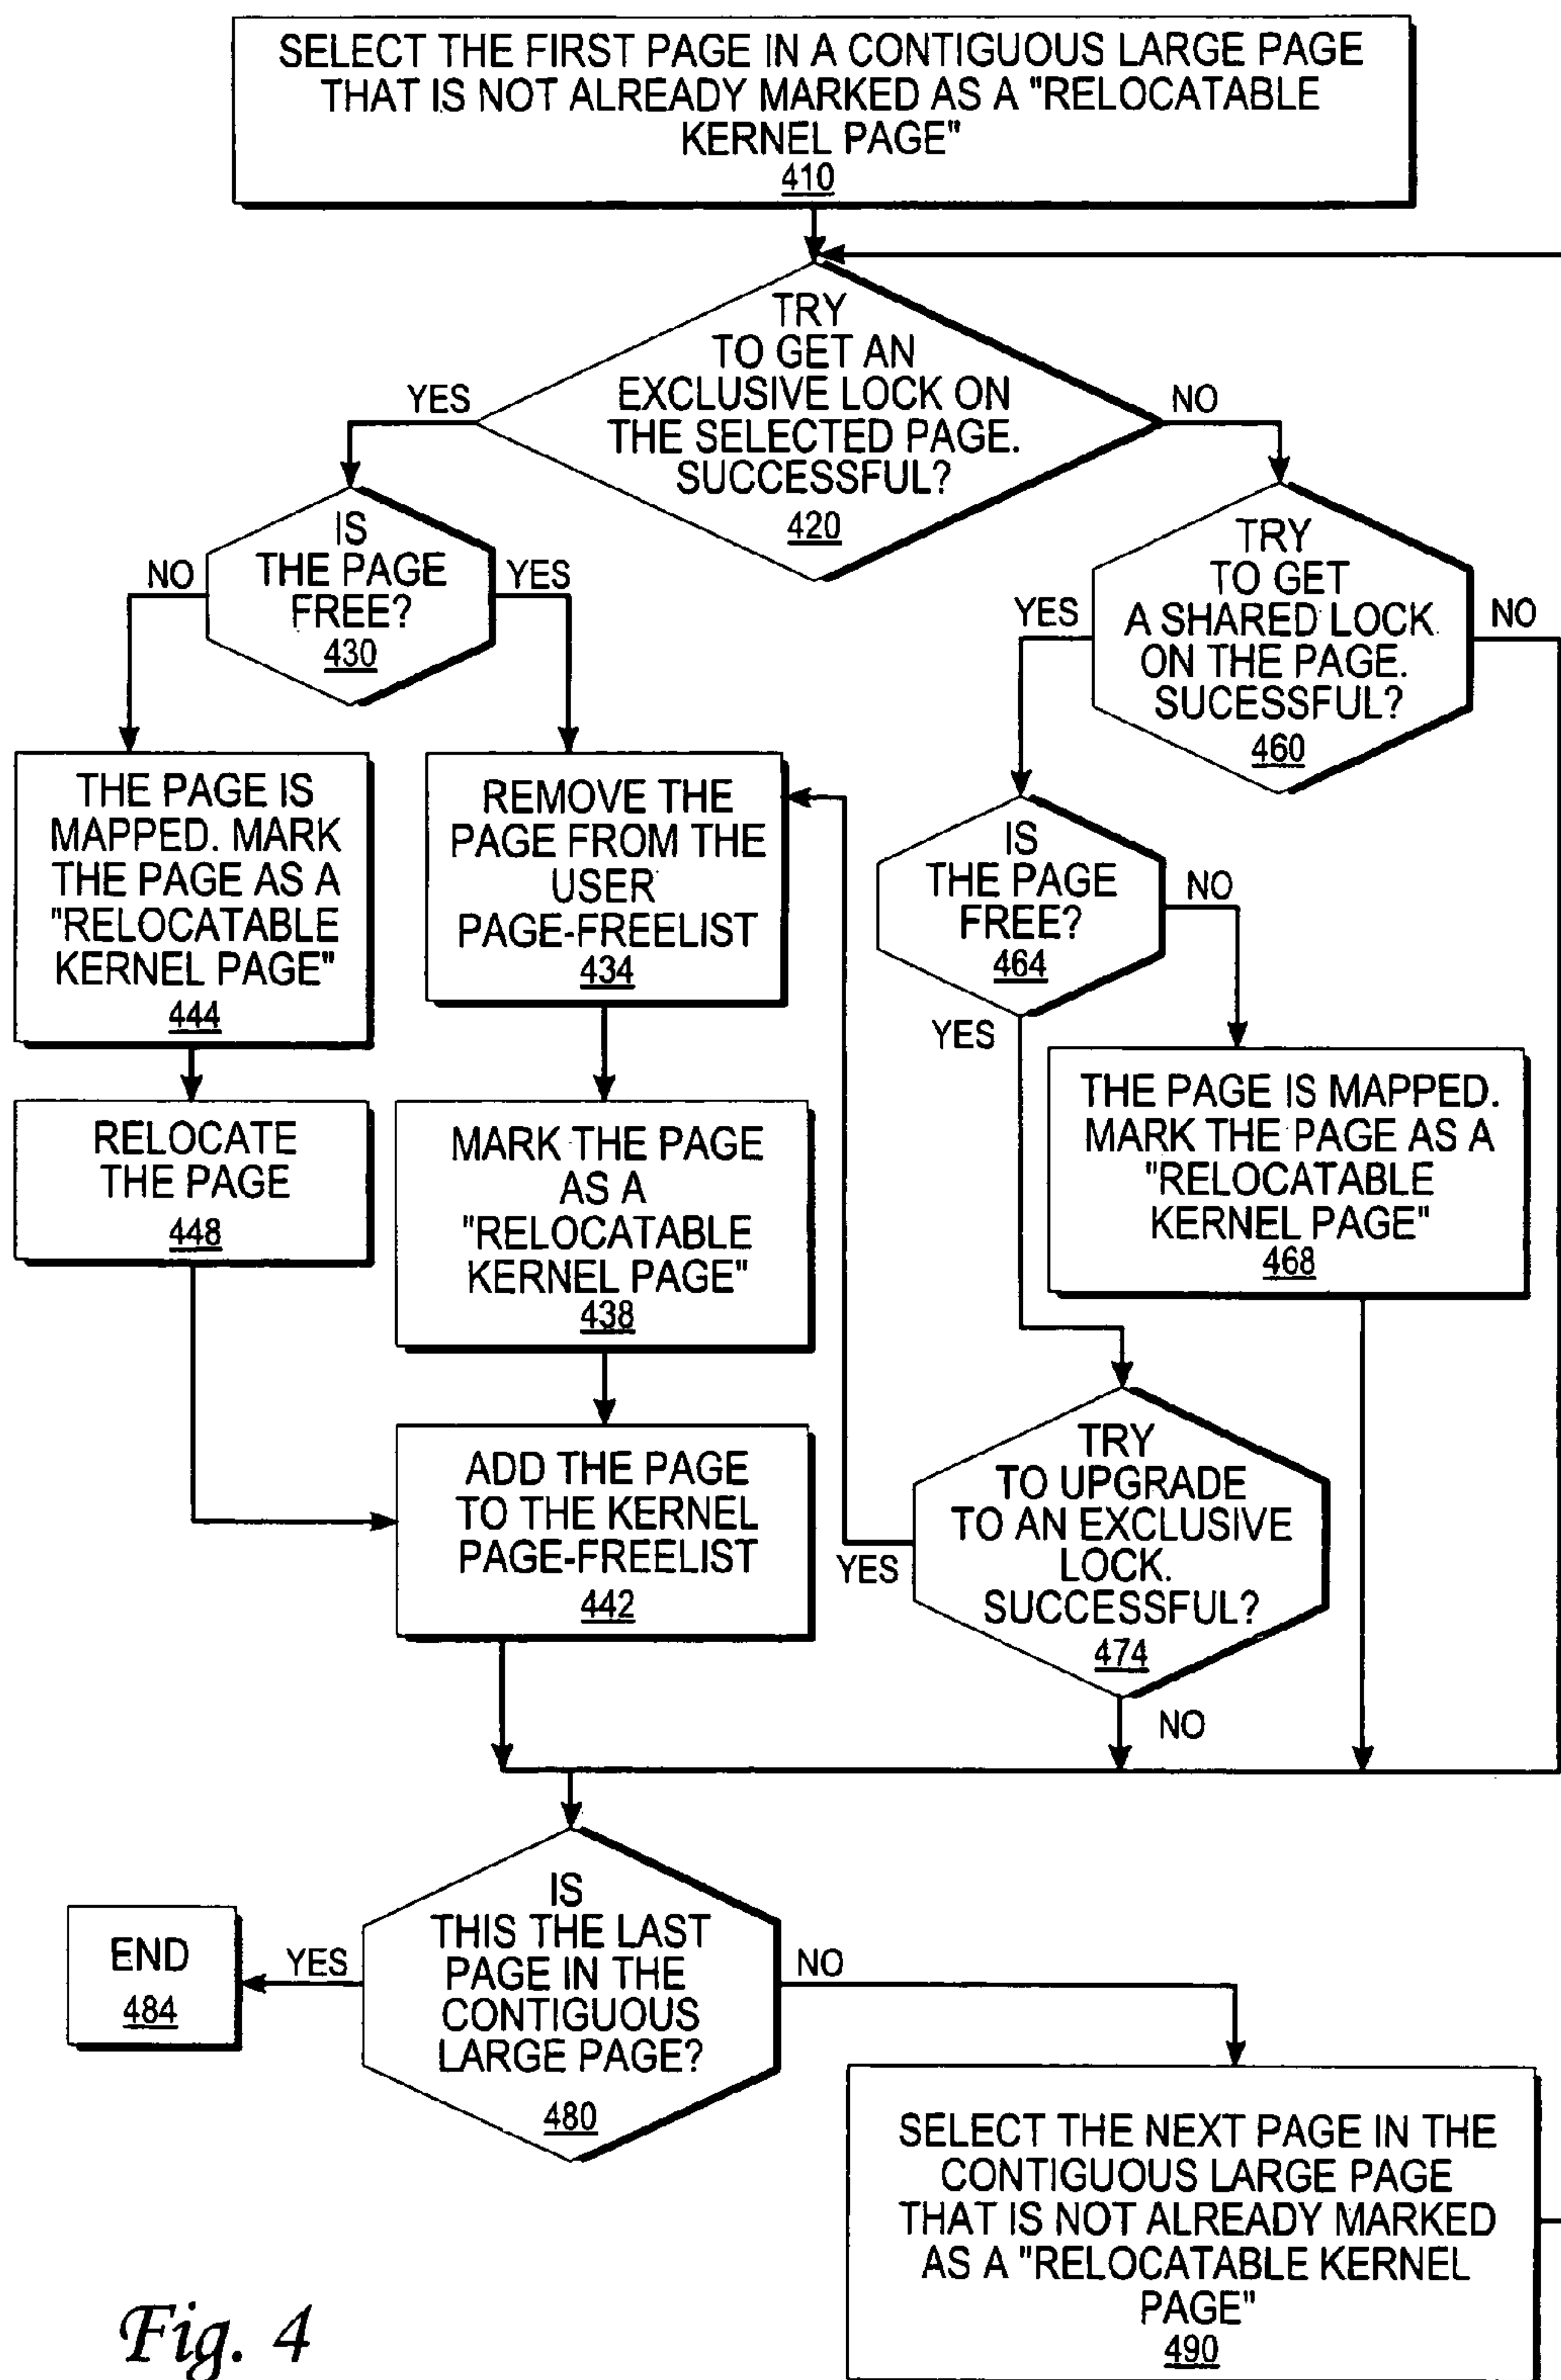 SELECT THE FIRST PAGE IN A CONTIGUOUS LARGE PAGE
THAT IS NOT ALREADY MARKED AS A "RELOCATABLE
KERNEL PAGE"
410
TRY
TO GET AN
EXCLUSIVE LOCK ON
THE SELECTED PAGE.
SUCCESSFUL?
420
YES
NO
IS
THE PAGE
FREE?
430
NO
YES
TRY
TO GET
A SHARED LOCK
ON THE PAGE.
SUCESSFUL?
460
YES
NO
THE PAGE IS
MAPPED. MARK
THE PAGE AS A
"RELOCATABLE
KERNEL PAGE"
444
REMOVE THE
PAGE FROM THE
USER
PAGE-FREELIST
434
IS
THE PAGE
FREE?
464
NO
YES
RELOCATE
THE PAGE
448
MARK THE PAGE
AS A
"RELOCATABLE
KERNEL PAGE"
438
THE PAGE IS MAPPED.
MARK THE PAGE AS A
"RELOCATABLE
KERNEL PAGE"
468
ADD THE PAGE
TO THE KERNEL
PAGE-FREELIST
442
TRY
TO UPGRADE
TO AN EXCLUSIVE
LOCK.
SUCCESSFUL?
474
YES
NO
IS
THIS THE LAST
PAGE IN THE
CONTIGUOUS
LARGE PAGE?
480
YES
NO
END
484
SELECT THE NEXT PAGE IN THE
CONTIGUOUS LARGE PAGE
THAT IS NOT ALREADY MARKED
AS A "RELOCATABLE KERNEL
PAGE"
490
Fig. 4